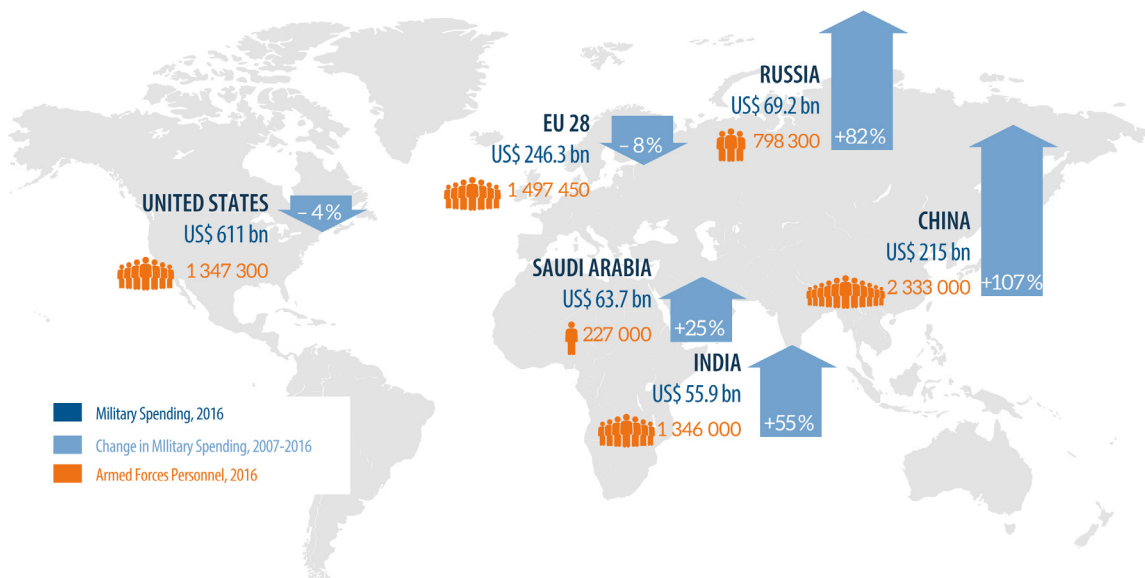 RUSSIA
US$ 69.2 bn
798 300
+82%
EU 28
US$ 246.3 bn
1 497 450
– 8%
UNITED STATES
US$ 611 bn
1 347 300
– 4%
CHINA
US$ 215 bn
2 333 000
+107%
SAUDI ARABIA
US$ 63.7 bn
227 000
+25%
INDIA
US$ 55.9 bn
1 346 000
+55%
Military Spending, 2016
Change in MIlitary Spending, 2007-2016
Armed Forces Personnel, 2016